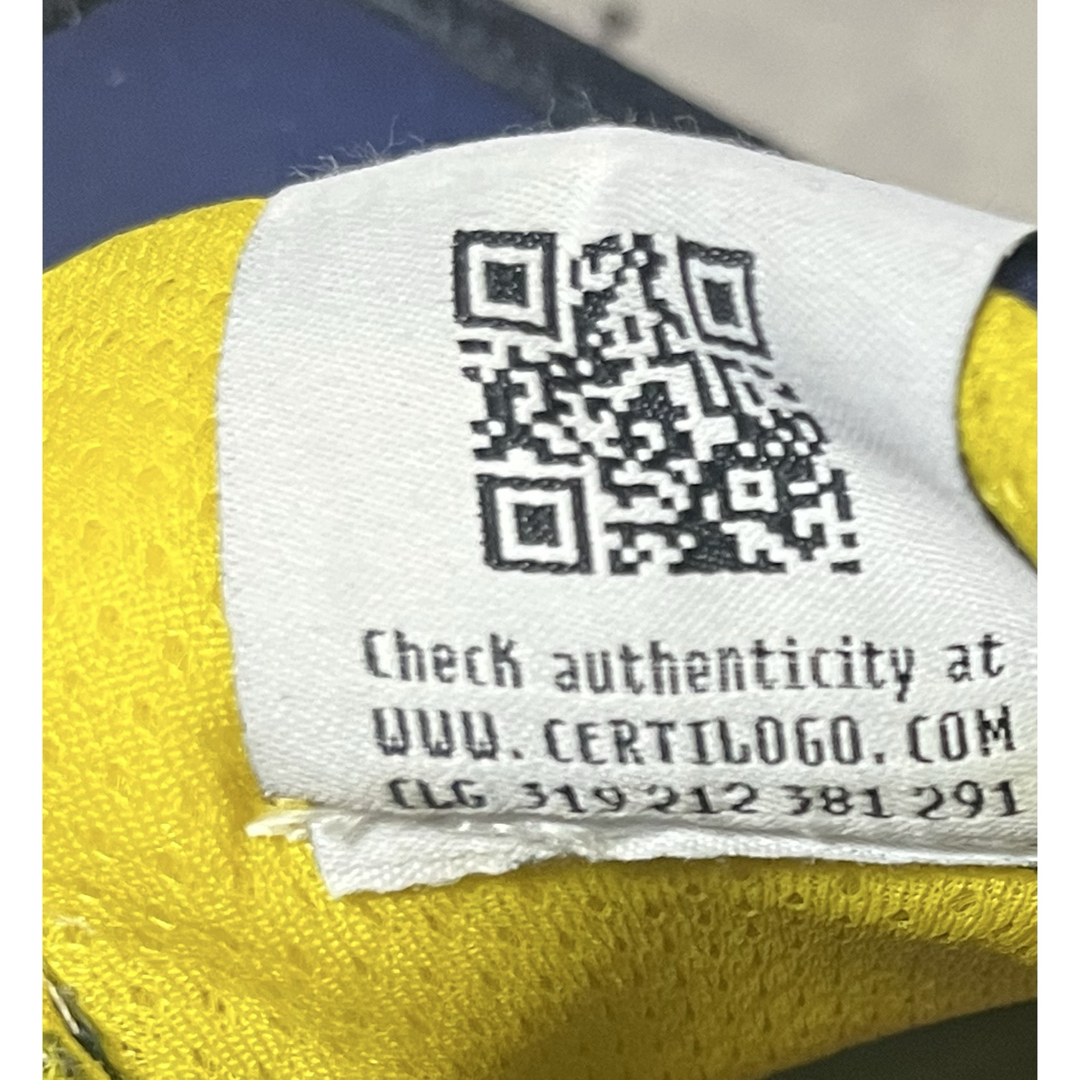 Check authenticity at
WWW.CERTILOGO.COM
CLG 319 212 381 291